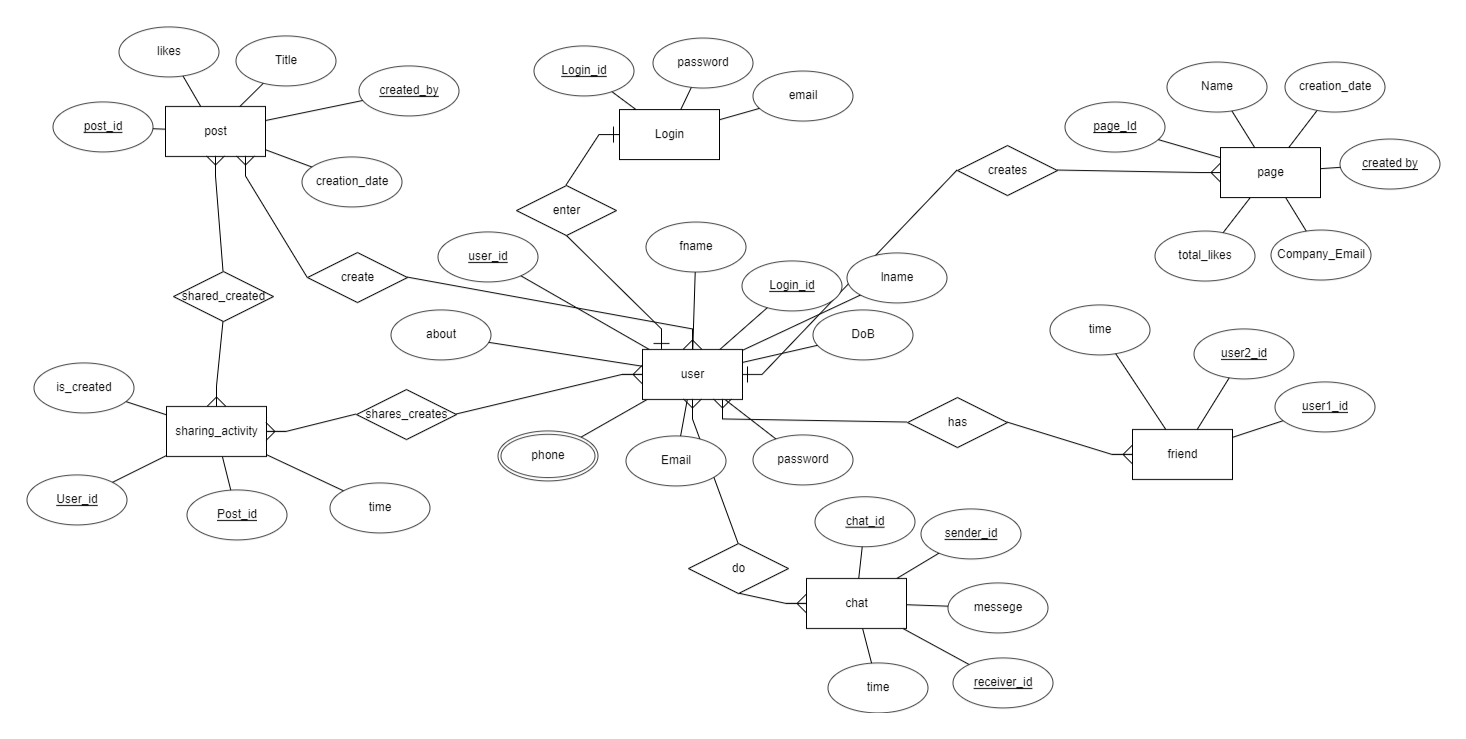 likes
Title
created_by
post_id
post
creation_date
Login_id
password
email
Login
enter
Name
creation_date
page_Id
created by
page
creates
total_likes
Company_Email
shared_created
create
user_id
fname
Login_id
lname
about
DoB
user
is_created
sharing_activity
shares_creates
User_id
Post_id
time
phone
Email
password
has
time
user2_id
user1_id
friend
do
chat_id
sender_id
chat
messege
time
receiver_id